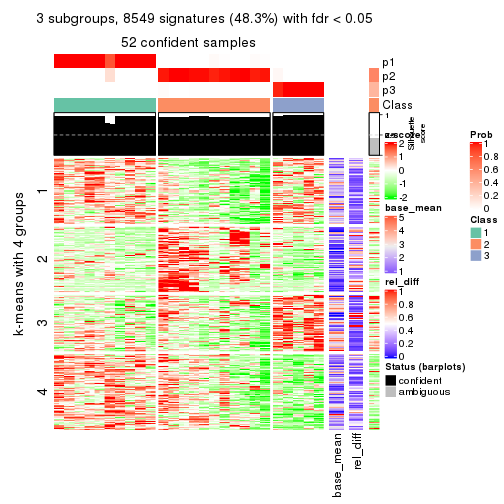 3 subgroups, 8549 signatures (48.3%) with fdr < 0.05
52 confident samples
p1
p2
p3
Class
1
Silhouette
score
k-means with 4 groups
1
2
3
4
base_mean
rel_diff
z-score
2
1
0
-1
-2
base_mean
5
4
3
2
1
rel_diff
1
0.8
0.6
0.4
0.2
0
Status (barplots)
confident
ambiguous
Prob
1
0.8
0.6
0.4
0.2
0
Class
1
2
3